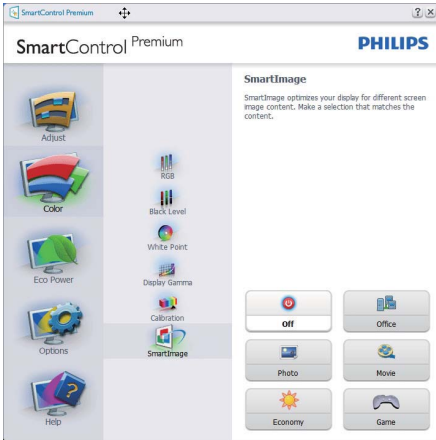 SmartControl Premium
SmartControl Premium
PHILIPS
Adjust
Color
Eco Power
Options
Help
RGB
Black Level
White Point
Display Gamma
Calibration
SmartImage
SmartImage
SmartImage optimizes your display for different screen
image content. Make a selection that matches the
content.
Off
Office
Photo
Movie
Economy
Game